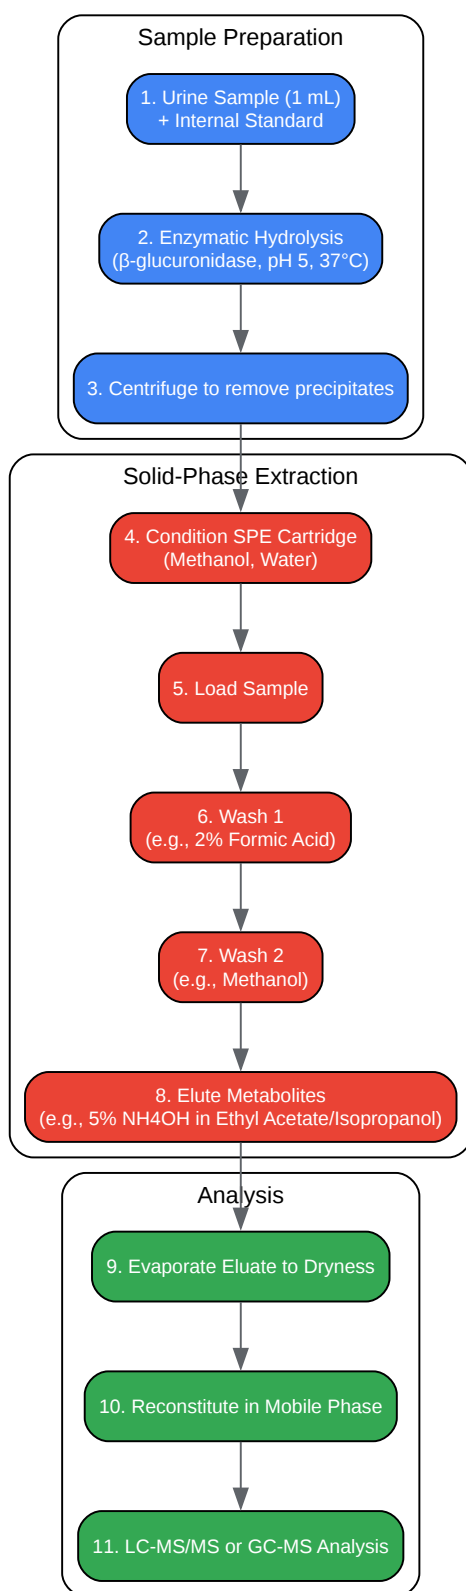 Sample Preparation
1. Urine Sample (1 mL)
+ Internal Standard
2. Enzymatic Hydrolysis
(β-glucuronidase, pH 5, 37°C)
3. Centrifuge to remove precipitates
Solid-Phase Extraction
4. Condition SPE Cartridge
(Methanol, Water)
5. Load Sample
6. Wash 1
(e.g., 2% Formic Acid)
7. Wash 2
(e.g., Methanol)
8. Elute Metabolites
(e.g., 5% NH4OH in Ethyl Acetate/Isopropanol)
Analysis
9. Evaporate Eluate to Dryness
10. Reconstitute in Mobile Phase
11. LC-MS/MS or GC-MS Analysis